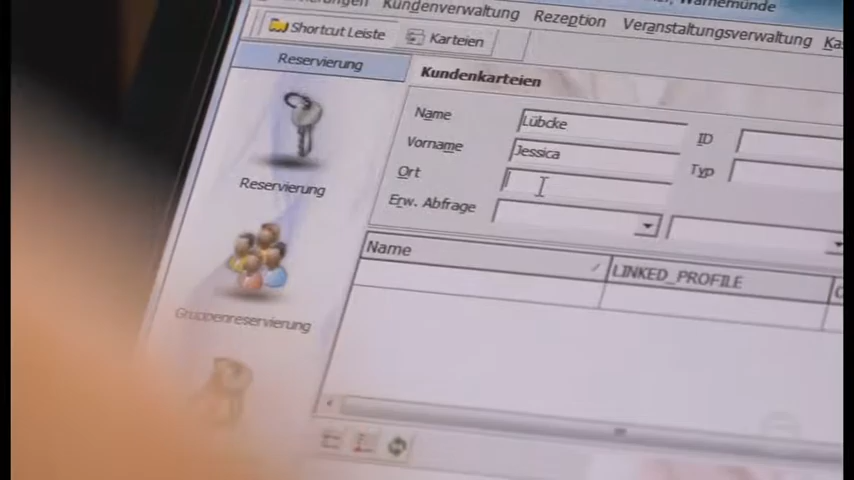 Warnemünde
Kundenverwaltung Rezeption Veranstaltungsverwaltung
Shortcut Leiste Karteien
Reservierung
Kundenkarteien
Name Lübcke ID
Vorname Jessica Typ
Ort
Erw. Abfrage
Reservierung
Name LINKED_PROFILE
Gruppenreservierung